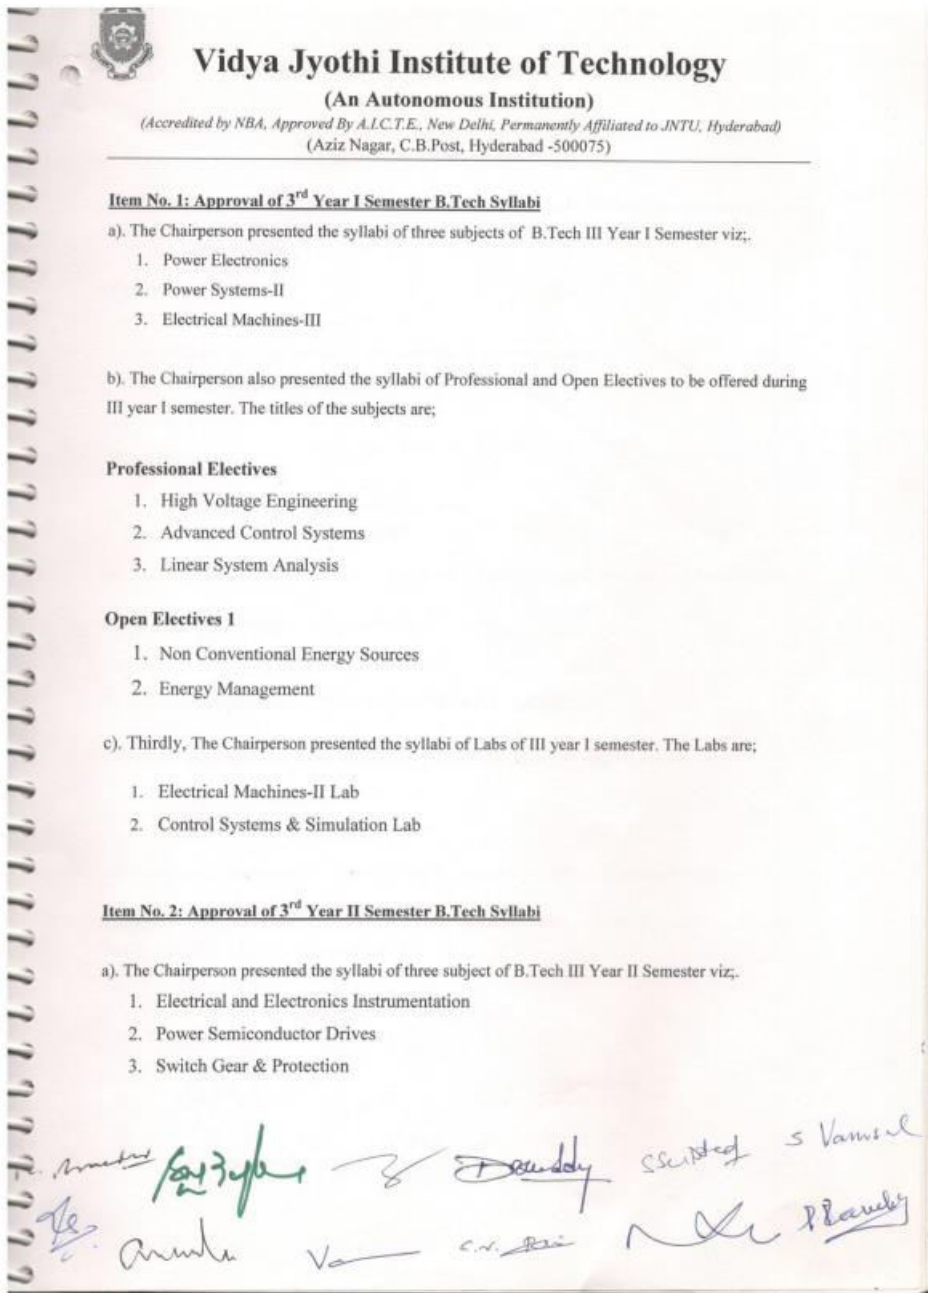 Vidya Jyothi Institute of Technology
(An Autonomous Institution)
(Accredited by NBA, Approved By A.I.C.T.E., New Delhi, Permanently Affiliated to JNTU, Hyderabad)
(Aziz Nagar, C.B.Post, Hyderabad -500075)
Item No. 1: Approval of 3rd Year I Semester B.Tech Syllabi
a). The Chairperson presented the syllabi of three subjects of B.Tech III Year I Semester viz;.
1. Power Electronics
2. Power Systems-II
3. Electrical Machines-III
b). The Chairperson also presented the syllabi of Professional and Open Electives to be offered during
III year I semester. The titles of the subjects are;
Professional Electives
1. High Voltage Engineering
2. Advanced Control Systems
3. Linear System Analysis
Open Electives 1
1. Non Conventional Energy Sources
2. Energy Management
c). Thirdly, The Chairperson presented the syllabi of Labs of III year I semester. The Labs are;
1. Electrical Machines-II Lab
2. Control Systems & Simulation Lab
Item No. 2: Approval of 3rd Year II Semester B.Tech Syllabi
a). The Chairperson presented the syllabi of three subject of B.Tech III Year II Semester viz;.
1. Electrical and Electronics Instrumentation
2. Power Semiconductor Drives
3. Switch Gear & Protection